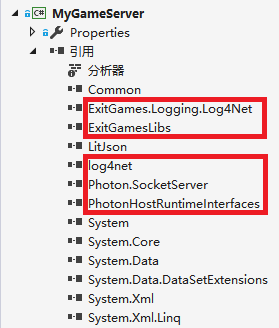 MyGameServer
Properties
引用
分析器
Common
ExitGames.Logging.Log4Net
ExitGamesLibs
LitJson
log4net
Photon.SocketServer
PhotonHostRuntimeInterfaces
System
System.Core
System.Data
System.Data.DataSetExtensions
System.Xml
System.Xml.Linq